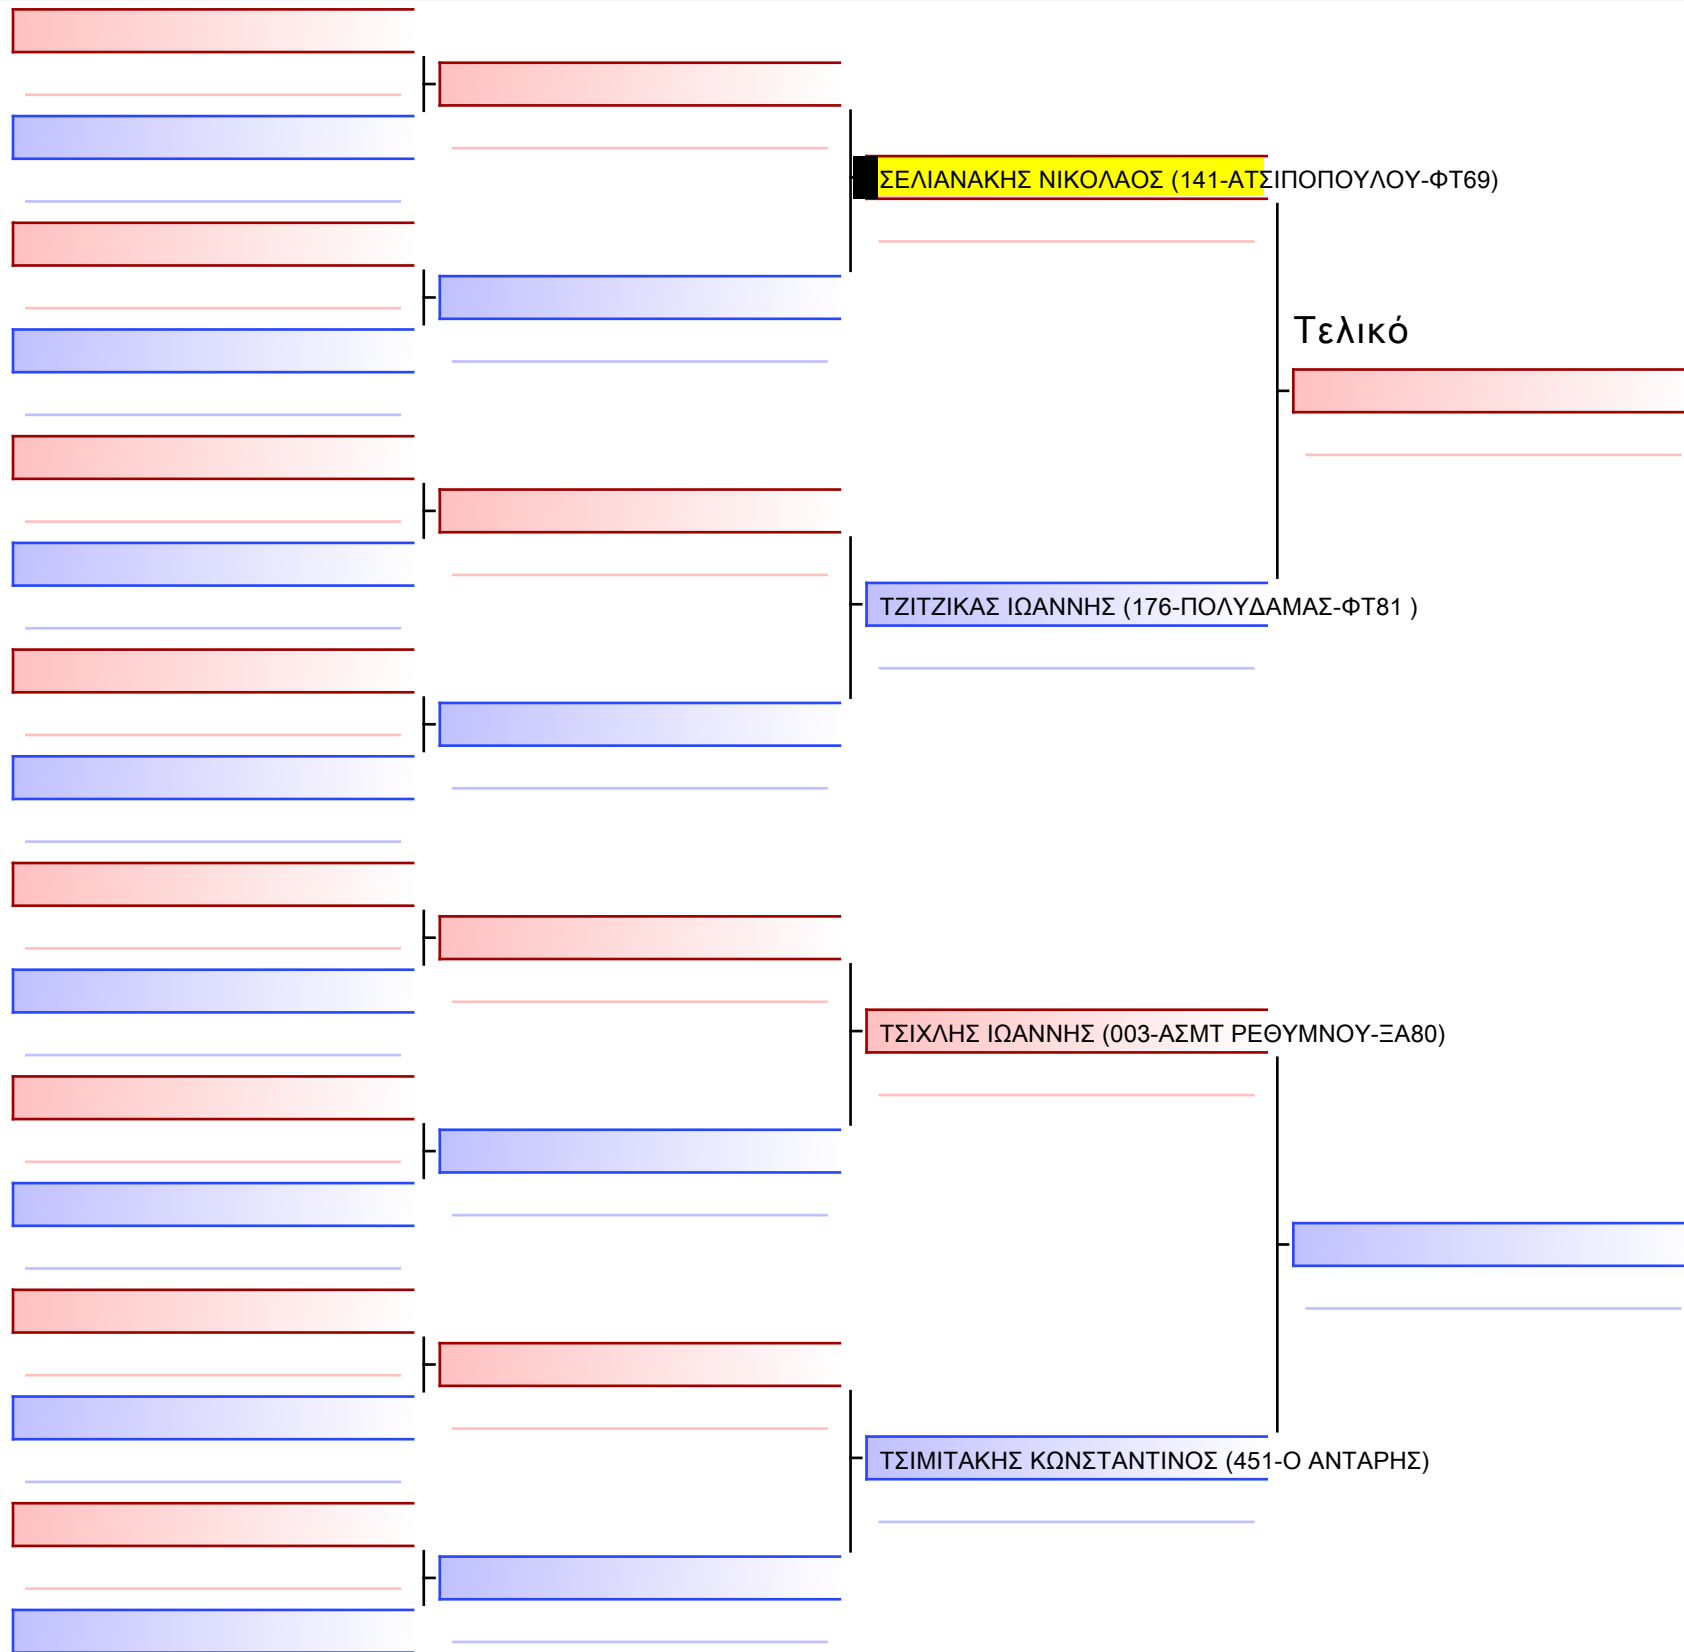 ΣΕΛΙΑΝΑΚΗΣ ΝΙΚΟΛΑΟΣ (141-ΑΤΣΙΠΟΠΟΥΛΟΥ-ΦΤ69)
Τελικό
ΤΖΙΤΖΙΚΑΣ ΙΩΑΝΝΗΣ (176-ΠΟΛΥΔΑΜΑΣ-ΦΤ81 )
ΤΣΙΧΛΗΣ ΙΩΑΝΝΗΣ (003-ΑΣΜΤ ΡΕΘΥΜΝΟΥ-ΞΑ80)
ΤΣΙΜΙΤΑΚΗΣ ΚΩΝΣΤΑΝΤΙΝΟΣ (451-Ο ΑΝΤΑΡΗΣ)